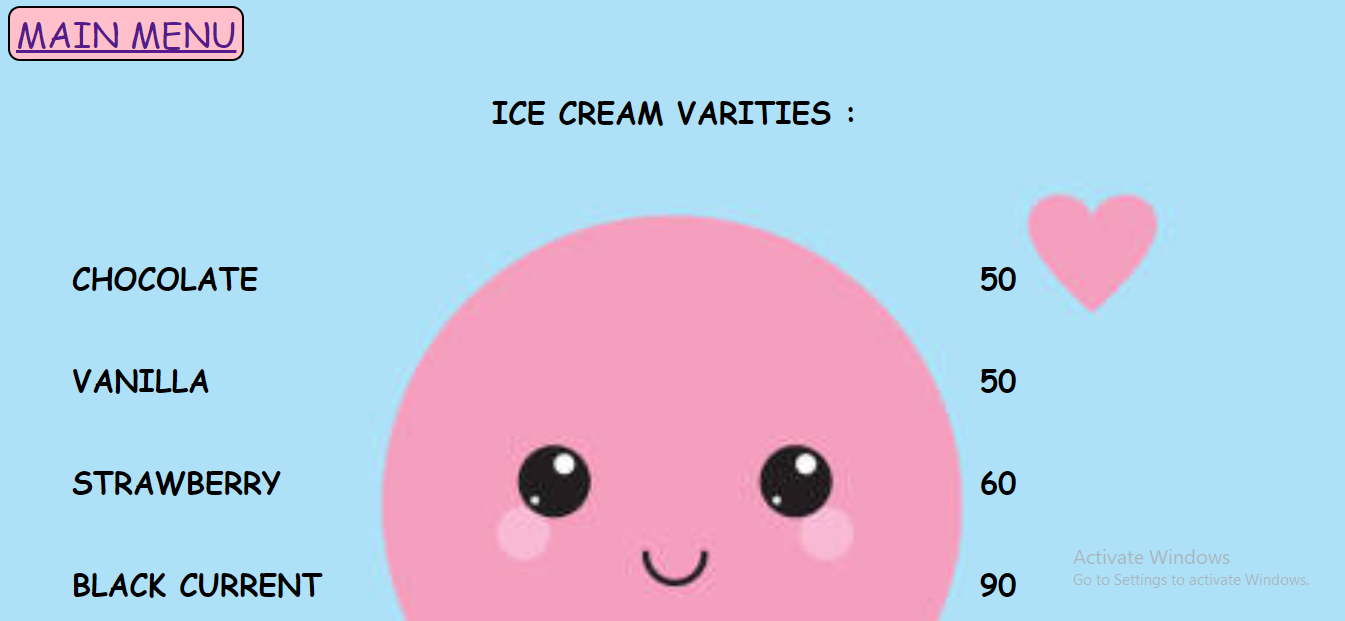 MAIN MENU
ICE CREAM VARITIES :
CHOCOLATE 50
VANILLA 50
STRAWBERRY 60
BLACK CURRENT 90
Activate Windows
Go to Settings to activate Windows.